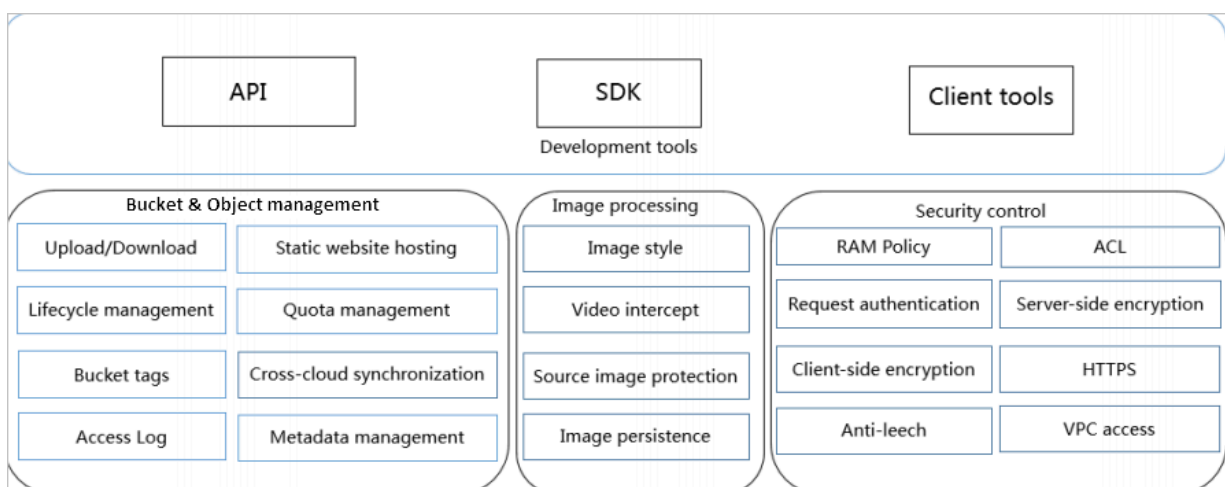 API
SDK
Client tools
Development tools
Bucket & Object management
Upload/Download
Static website hosting
Lifecycle management
Quota management
Bucket tags
Cross-cloud synchronization
Access Log
Metadata management
Image processing
Image style
Video intercept
Source image protection
Image persistence
Security control
RAM Policy
ACL
Request authentication
Server-side encryption
Client-side encryption
HTTPS
Anti-leech
VPC access